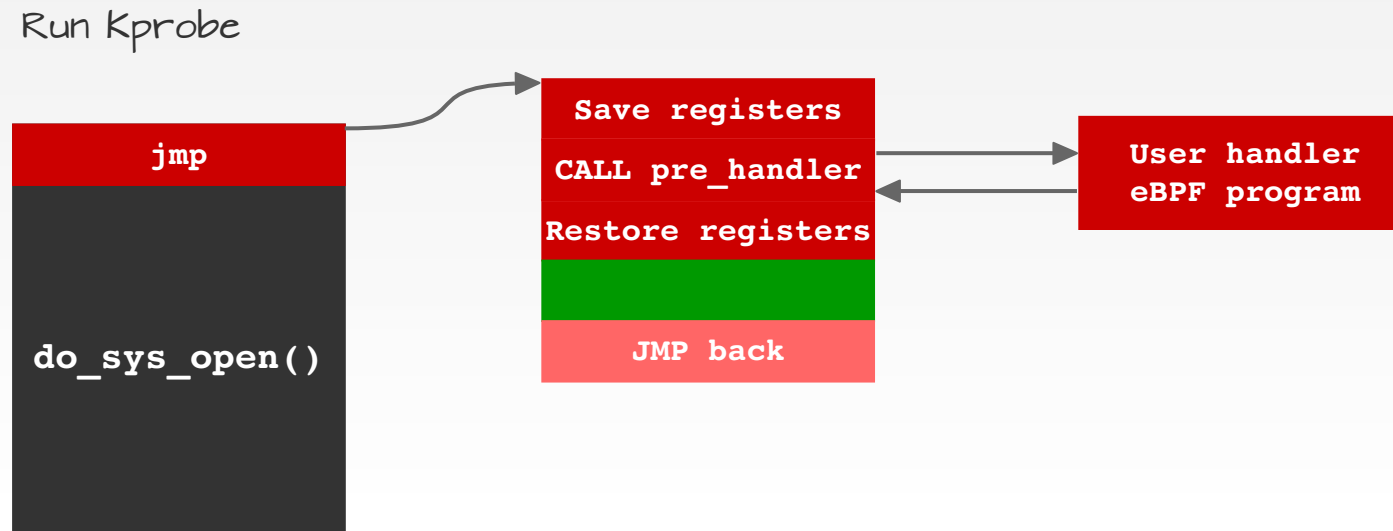 Run Kprobe
jmp
do_sys_open()
Save registers
CALL pre_handler
Restore registers
JMP back
User handler
eBPF program